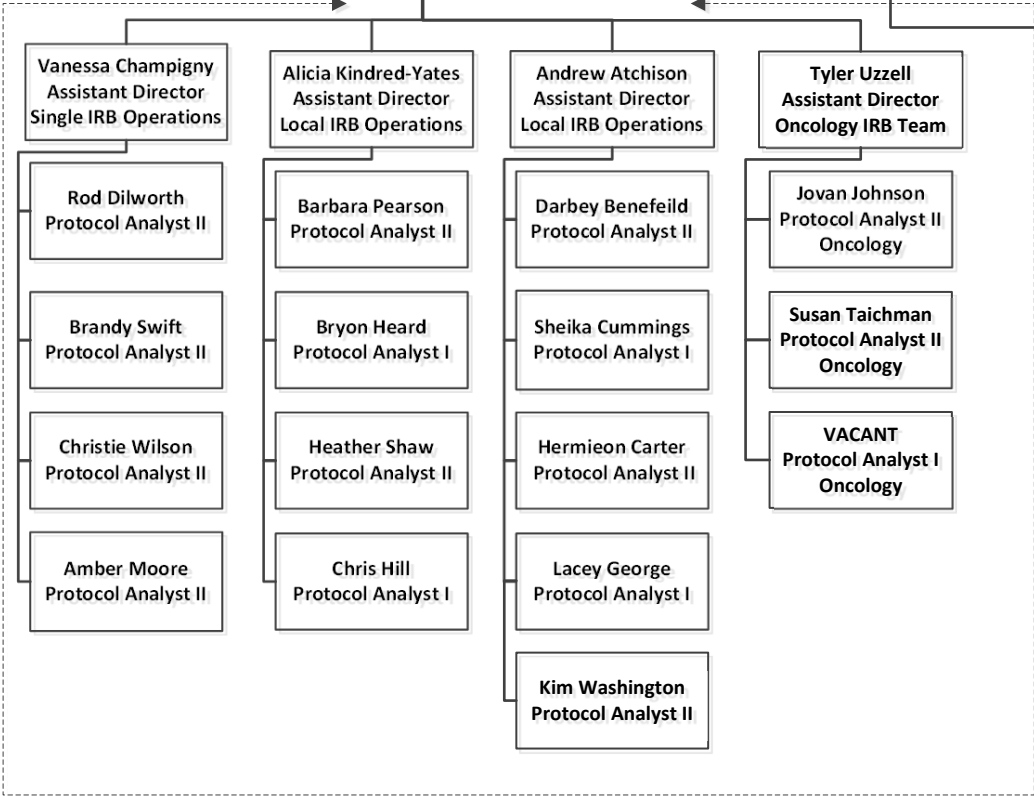 Vanessa Champigny
Assistant Director
Single IRB Operations
Rod Dilworth
Protocol Analyst II
Brandy Swift
Protocol Analyst II
Christie Wilson
Protocol Analyst II
Amber Moore
Protocol Analyst II
Alicia Kindred-Yates
Assistant Director
Local IRB Operations
Barbara Pearson
Protocol Analyst II
Bryon Heard
Protocol Analyst I
Heather Shaw
Protocol Analyst II
Chris Hill
Protocol Analyst I
Andrew Atchison
Assistant Director
Local IRB Operations
Darbey Benefeild
Protocol Analyst II
Sheika Cummings
Protocol Analyst I
Hermieon Carter
Protocol Analyst II
Lacey George
Protocol Analyst I
Kim Washington
Protocol Analyst II
Tyler Uzzell
Assistant Director
Oncology IRB Team
Jovan Johnson
Protocol Analyst II
Oncology
Susan Taichman
Protocol Analyst II
Oncology
VACANT
Protocol Analyst I
Oncology